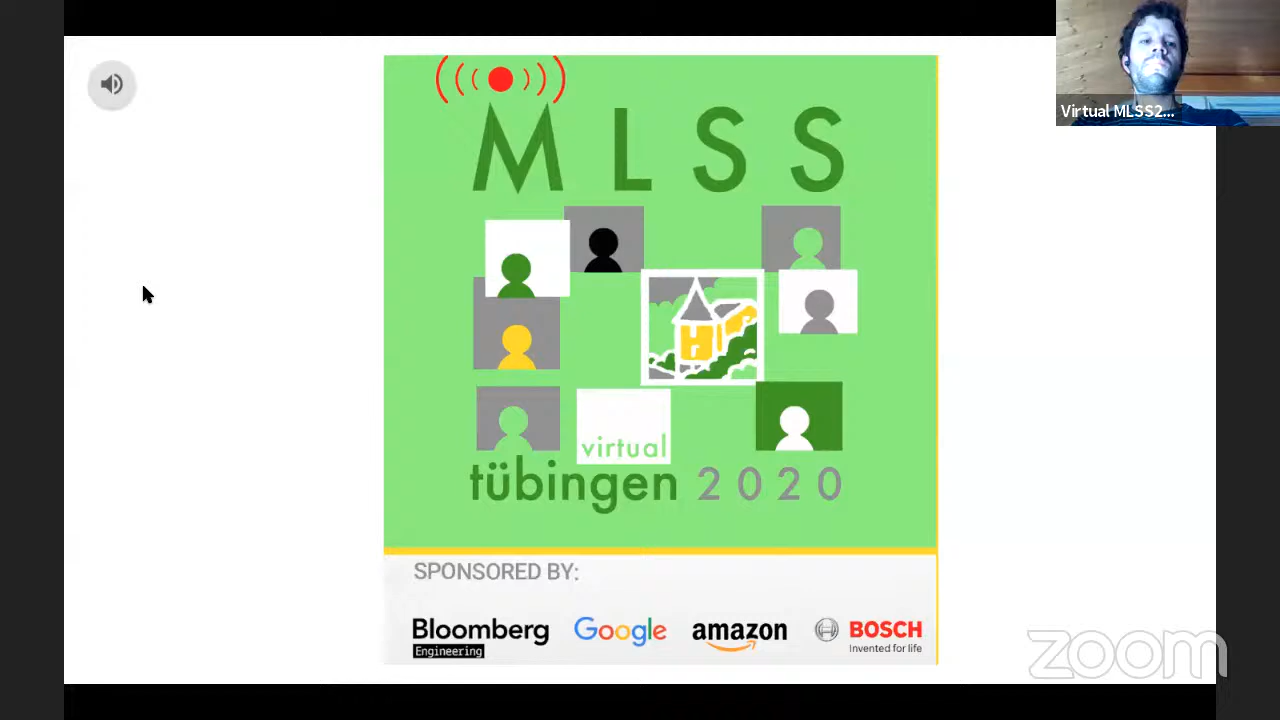 Virtual MLSS2...
MLSS
virtual
tübingen 2020
SPONSORED BY:
Bloomberg
Engineering
Google
amazon
BOSCH
Invented for life
zoom